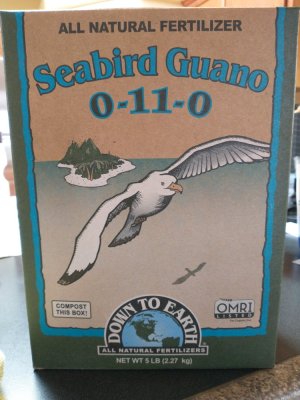 ALL NATURAL FERTILIZER
Seabird Guano
0-11-0
COMPOST
THIS BOX!
OMRI
LISTED
DOWN TO EARTH
ALL NATURAL FERTILIZERS
NET WT 5 LB (2.27 kg)